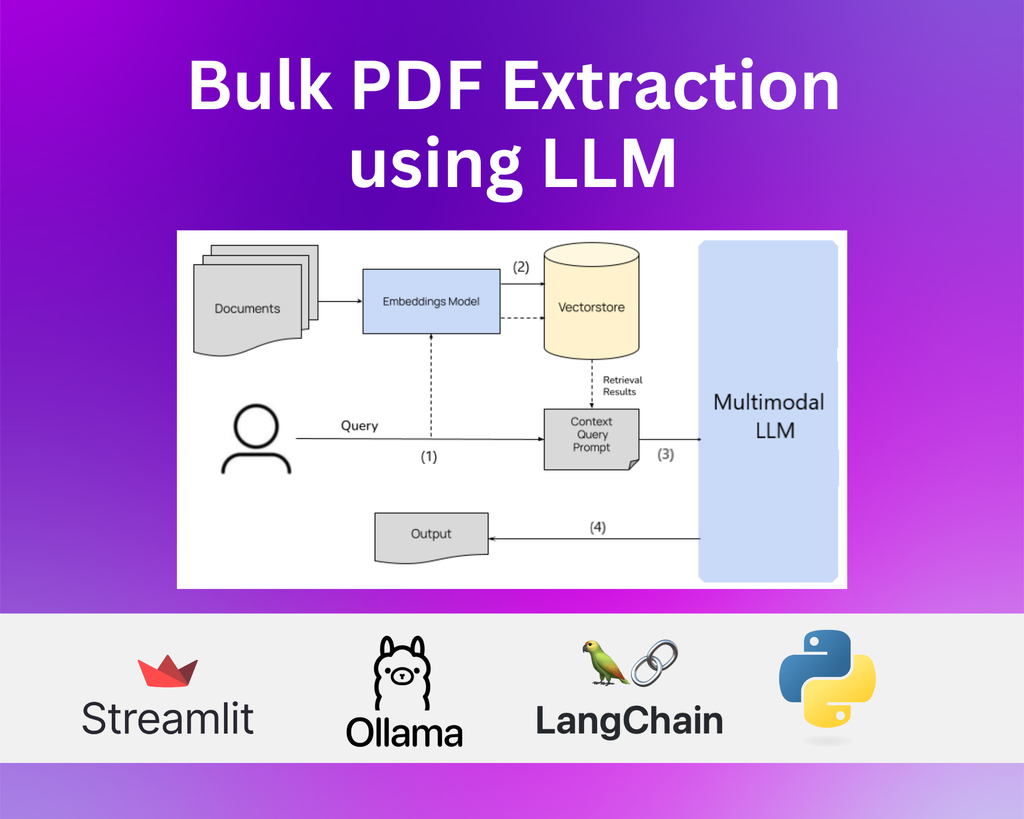 Bulk PDF Extraction
using LLM
Documents
Embeddings Model
(2)
Vectorstore
Retrieval
Results
Query
(1)
Context
Query
Prompt
(3)
Multimodal
LLM
Output
(4)
Streamlit
Ollama
LangChain